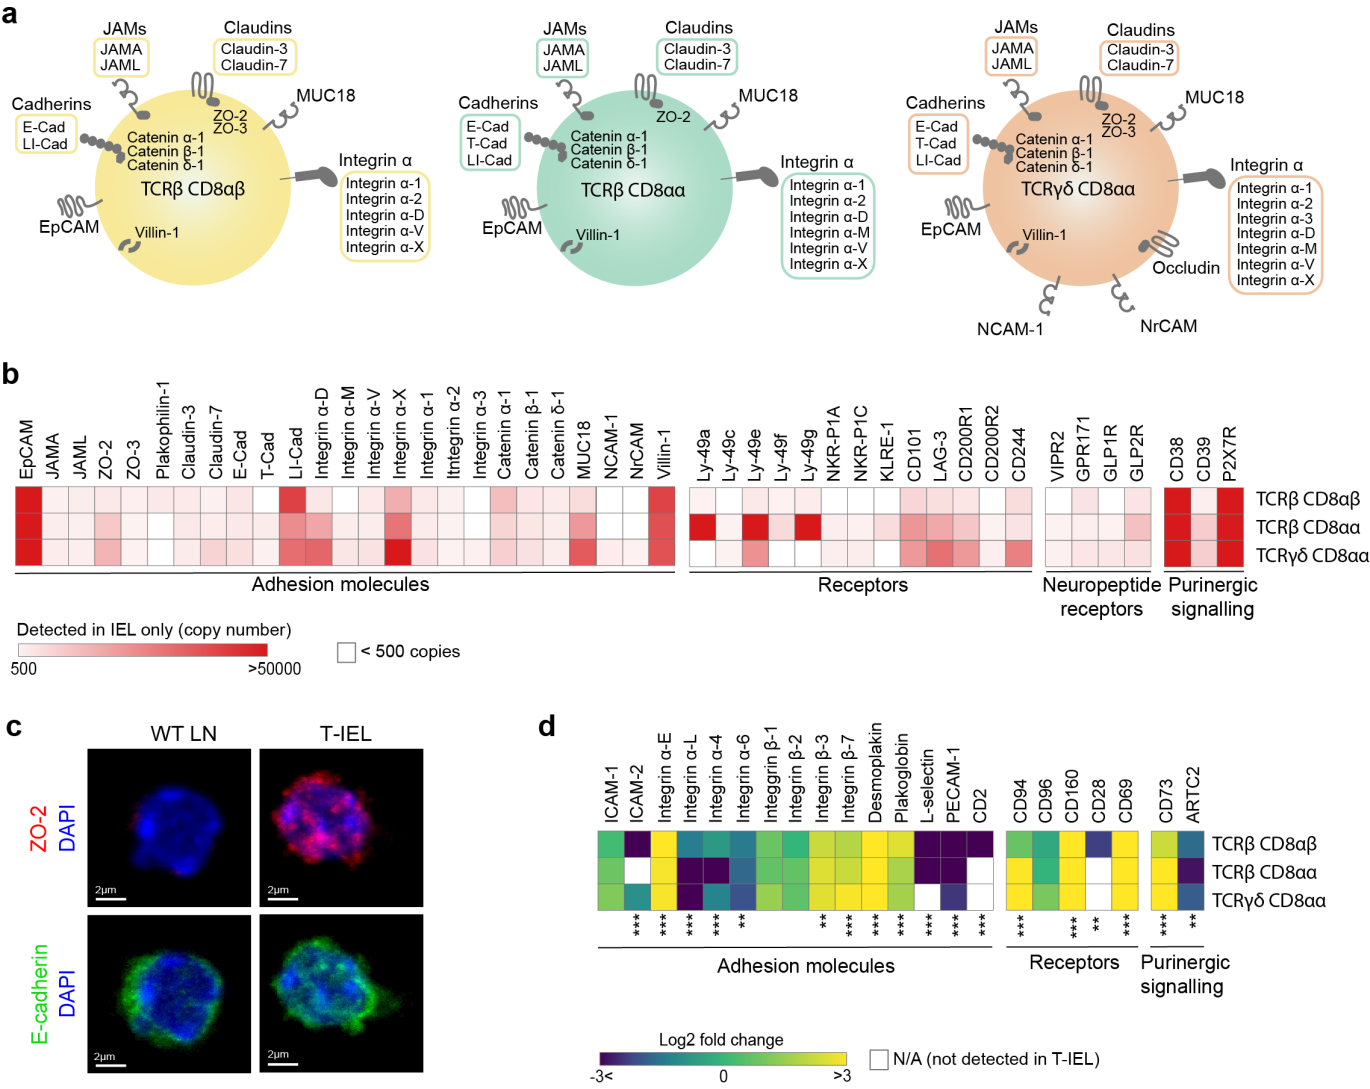 a
JAMs
JAMA
JAML
Claudins
Claudin-3
Claudin-7
Cadherins
E-Cad
LI-Cad
ZO-2
ZO-3
MUC18
Catenin α-1
Catenin β-1
Catenin δ-1
TCRβ CD8αβ
Integrin α
Integrin α-1
Integrin α-2
Integrin α-D
Integrin α-V
Integrin α-X
EpCAM
Villin-1
JAMs
JAMA
JAML
Claudins
Claudin-3
Claudin-7
Cadherins
E-Cad
T-Cad
LI-Cad
ZO-2
MUC18
Catenin α-1
Catenin β-1
Catenin δ-1
TCRβ CD8αα
Integrin α
Integrin α-1
Integrin α-2
Integrin α-D
Integrin α-M
Integrin α-V
Integrin α-X
EpCAM
Villin-1
JAMs
JAMA
JAML
Claudins
Claudin-3
Claudin-7
Cadherins
E-Cad
T-Cad
LI-Cad
ZO-2
ZO-3
MUC18
Catenin α-1
Catenin β-1
Catenin δ-1
TCRγδ CD8αα
Integrin α
Integrin α-1
Integrin α-2
Integrin α-3
Integrin α-D
Integrin α-M
Integrin α-V
Integrin α-X
EpCAM
Villin-1
Occludin
NCAM-1
NrCAM
b
EpCAM
JAMA
JAML
ZO-2
ZO-3
Plakophilin-1
Claudin-3
Claudin-7
E-Cad
T-Cad
LI-Cad
Integrin α-D
Integrin α-M
Integrin α-V
Integrin α-X
Integrin α-1
Itntegrin α-2
Integrin α-3
Catenin α-1
Catenin β-1
Catenin δ-1
MUC18
NCAM-1
NrCAM
Villin-1
Ly-49a
Ly-49c
Ly-49e
Ly-49f
Ly-49g
NKR-P1A
NKR-P1C
KLRE-1
CD101
LAG-3
CD200R1
CD200R2
CD244
VIPR2
GPR171
GLP1R
GLP2R
CD38
CD39
P2X7R
TCRβ CD8αβ
TCRβ CD8αα
TCRγδ CD8αα
Adhesion molecules
Receptors
Neuropeptide
receptors
Purinergic
signalling
Detected in IEL only (copy number)
500
>50000
< 500 copies
c
WT LN
T-IEL
ZO-2
DAPI
2μm
2μm
E-cadherin
DAPI
2μm
2μm
d
ICAM-1
ICAM-2
Integrin α-E
Integrin α-L
Integrin α-4
Integrin α-6
Integgrin β-1
Integrin β-2
Integrin β-3
Integrin β-7
Desmoplakin
Plakoglobin
L-selectin
PECAM-1
CD2
CD94
CD96
CD160
CD28
CD69
CD73
ARTC2
TCRβ CD8αβ
TCRβ CD8αα
TCRγδ CD8αα
*** *** *** *** ** ** *** *** *** *** *** *** *** *** ** *** *** **
Adhesion molecules
Receptors
Purinergic
signalling
Log2 fold change
-3<
0
>3
N/A (not detected in T-IEL)